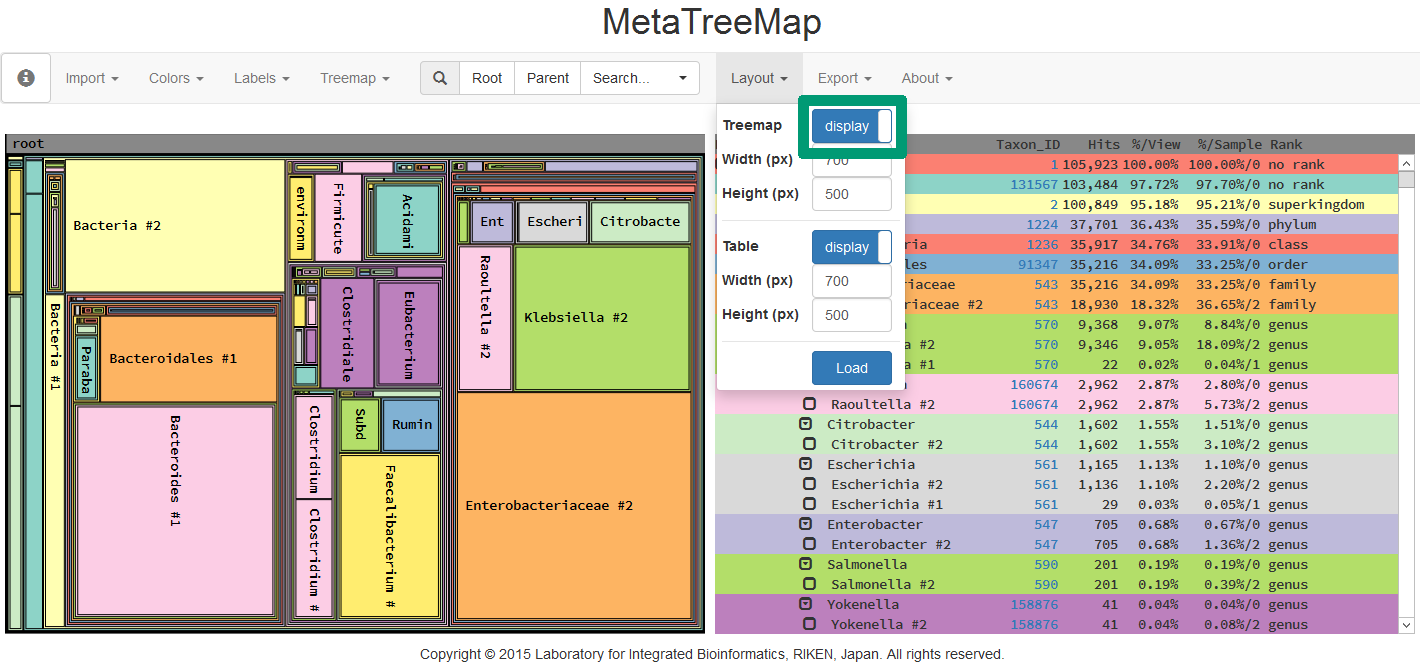 MetaTreeMap
Import Colors Labels Treemap Root Parent Search... Layout Export About
Treemap display
Width (px) 700
Height (px) 500
Table display
Width (px) 700
Height (px) 500
Load
root
Bacteria #2
Bacteria #1
Paraba
Bacteroidales #1
Bacteroides #1
environm
Firmicute
Acidami
Clostridiale
Eubacterium
Clostridium
Clostridium #
Subd
Rumin
Faecalibacterium #
Ent
Escheri
Citrobacte
Raoultella #2
Klebsiella #2
Enterobacteriaceae #2
Taxon_ID Hits %/View %/Sample Rank
1 105,923 100.00% 100.00%/0 no rank
131567 103,484 97.72% 97.70%/0 no rank
2 100,849 95.18% 95.21%/0 superkingdom
1224 37,701 36.43% 35.59%/0 phylum
ria 1236 35,917 34.76% 33.91%/0 class
les 91347 35,216 34.09% 33.25%/0 order
riaceae 543 35,216 34.09% 33.25%/0 family
riaceae #2 543 18,930 18.32% 36.65%/2 family
a 570 9,368 9.07% 8.84%/0 genus
a #2 570 9,346 9.05% 18.09%/2 genus
a #1 570 22 0.02% 0.04%/1 genus
a 160674 2,962 2.87% 2.80%/0 genus
Raoultella #2 160674 2,962 2.87% 5.73%/2 genus
Citrobacter 544 1,602 1.55% 1.51%/0 genus
Citrobacter #2 544 1,602 1.55% 3.10%/2 genus
Escherichia 561 1,165 1.13% 1.10%/0 genus
Escherichia #2 561 1,136 1.10% 2.20%/2 genus
Escherichia #1 561 29 0.03% 0.05%/1 genus
Enterobacter 547 705 0.68% 0.67%/0 genus
Enterobacter #2 547 705 0.68% 1.36%/2 genus
Salmonella 590 201 0.19% 0.19%/0 genus
Salmonella #2 590 201 0.19% 0.39%/2 genus
Yokenella 158876 41 0.04% 0.04%/0 genus
Yokenella #2 158876 41 0.04% 0.08%/2 genus
Copyright © 2015 Laboratory for Integrated Bioinformatics, RIKEN, Japan. All rights reserved.